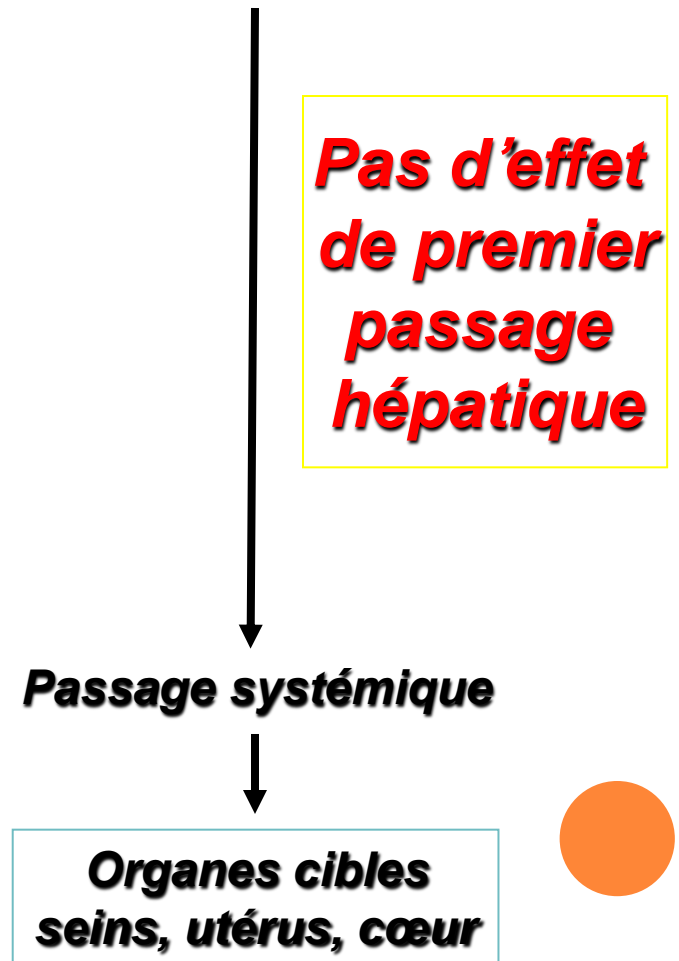 Pas d’effet
de premier
passage
hépatique
Passage systémique
Organes cibles
seins, utérus, cœur